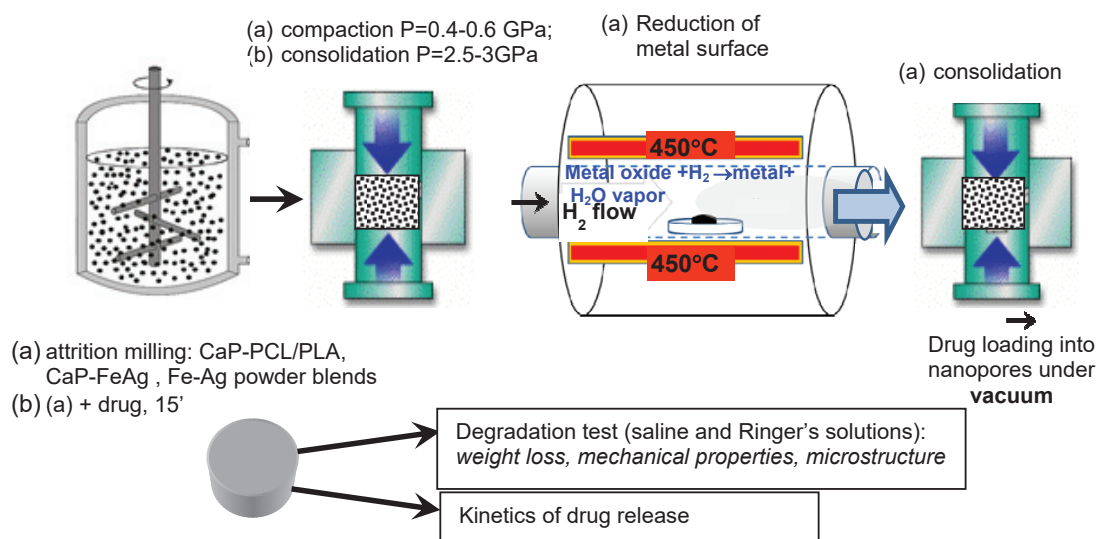 (a) compaction P=0.4-0.6 GPa;
(b) consolidation P=2.5-3GPa
(a) Reduction of
metal surface
(a) consolidation
450°C
Metal oxide +H₂→metal+
H₂O vapor
H₂ flow
450°C
(a) attrition milling: CaP-PCL/PLA,
CaP-FeAg , Fe-Ag powder blends
(b) (a) + drug, 15’
Drug loading into
nanopores under
vacuum
Degradation test (saline and Ringer’s solutions):
weight loss, mechanical properties, microstructure
Kinetics of drug release